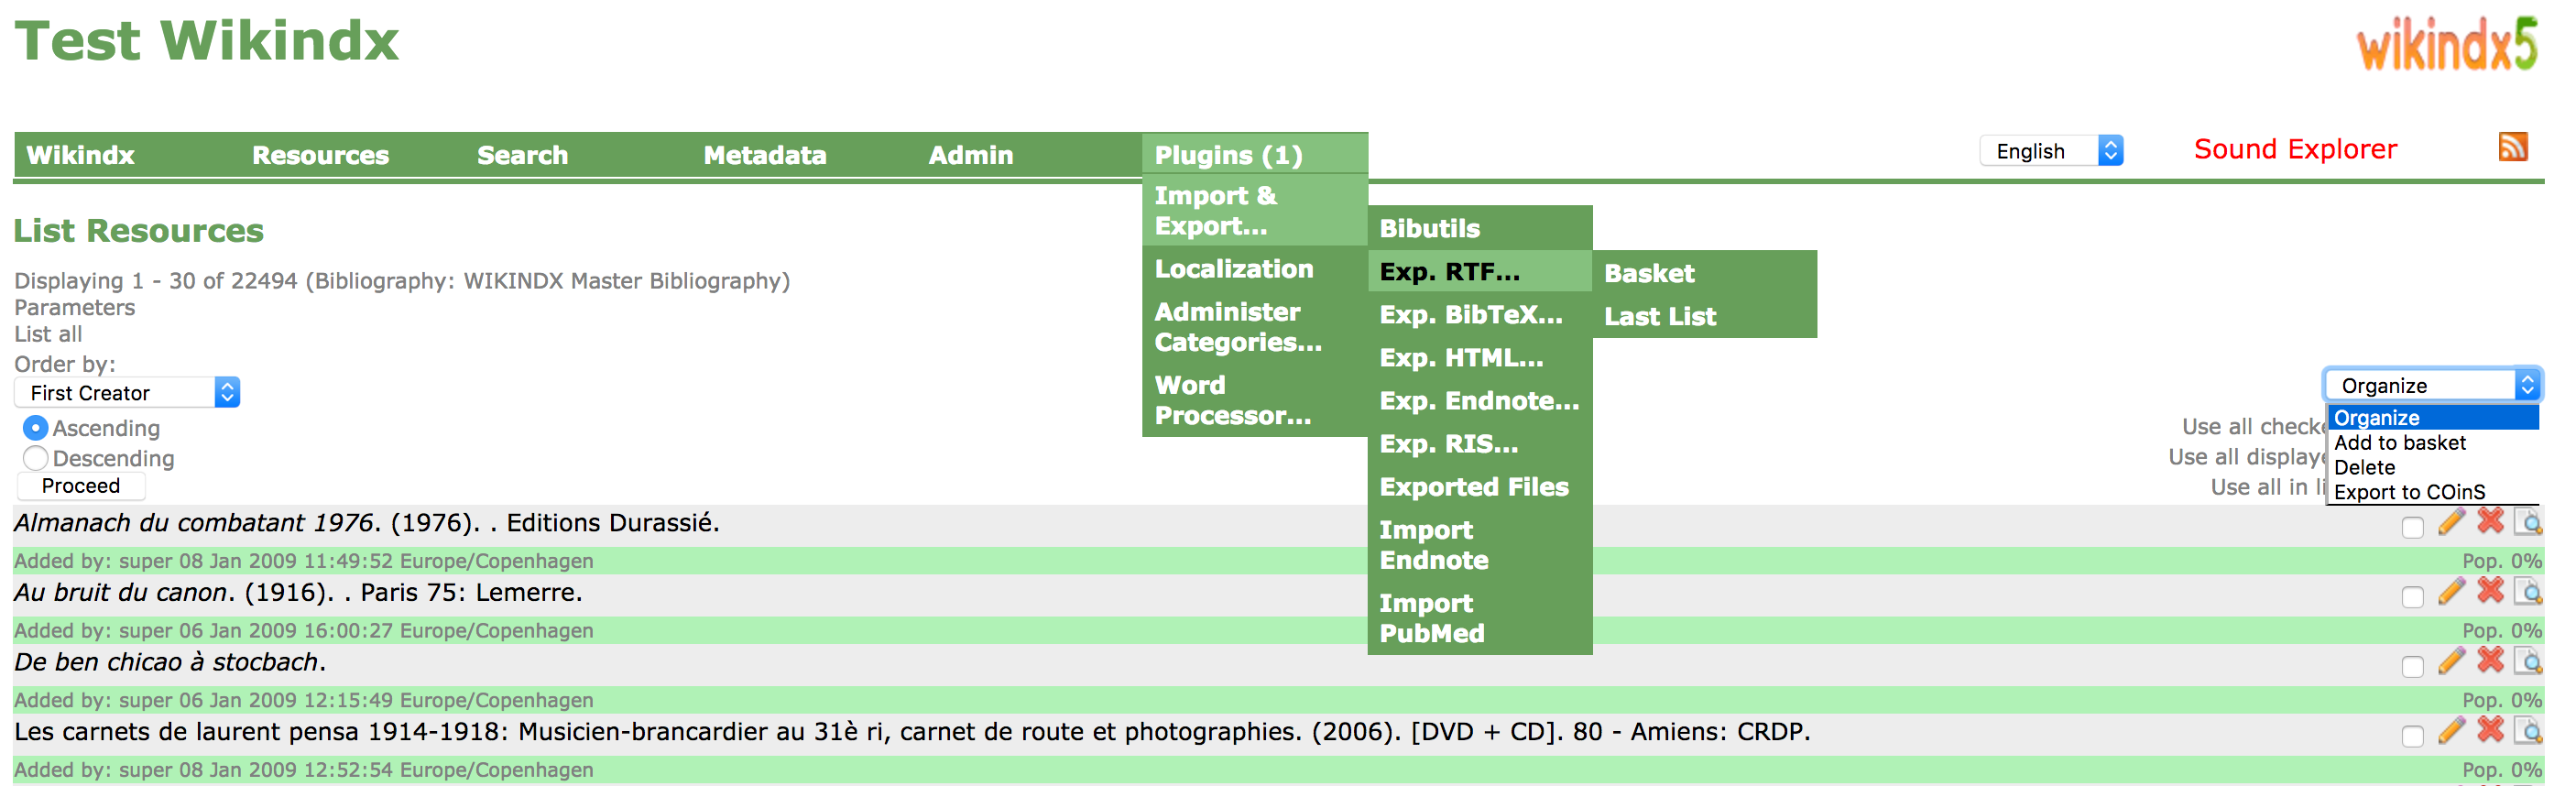 Test Wikindx
wikindx5
Wikindx Resources Search Metadata Admin Plugins (1) English Sound Explorer
Import &
Export...
Localization
Administer
Categories...
Word
Processor...
Bibutils
Exp. RTF...
Exp. BibTeX...
Exp. HTML...
Exp. Endnote...
Exp. RIS...
Exported Files
Import
Endnote
Import
PubMed
Basket
Last List
List Resources
Displaying 1 - 30 of 22494 (Bibliography: WIKINDX Master Bibliography)
Parameters
List all
Order by:
First Creator
Ascending
Descending
Proceed
Organize
Organize
Add to basket
Delete
Export to COinS
Use all check
Use all display
Use all in li
Almanach du combatant 1976. (1976). . Editions Durassié.
Added by: super 08 Jan 2009 11:49:52 Europe/Copenhagen Pop. 0%
Au bruit du canon. (1916). . Paris 75: Lemerre.
Added by: super 06 Jan 2009 16:00:27 Europe/Copenhagen Pop. 0%
De ben chicao à stocbach.
Added by: super 06 Jan 2009 12:15:49 Europe/Copenhagen Pop. 0%
Les carnets de laurent pensa 1914-1918: Musicien-brancardier au 31è ri, carnet de route et photographies. (2006). [DVD + CD]. 80 - Amiens: CRDP.
Added by: super 08 Jan 2009 12:52:54 Europe/Copenhagen Pop. 0%